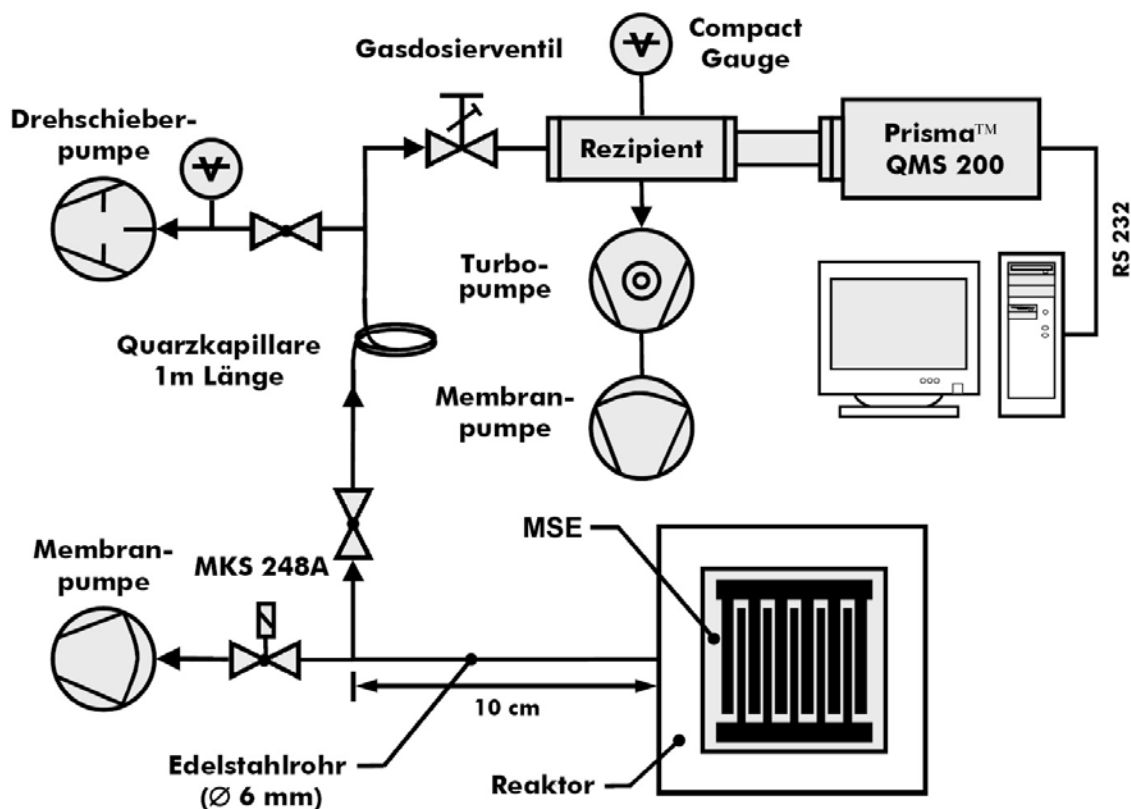 Gasdosierventil
Compact
Gauge
Drehschieber-
pumpe
Rezipient
Prisma™
QMS 200
RS 232
Turbo-
pumpe
Quarzkapillare
1m Länge
Membran-
pumpe
Membran-
pumpe
MKS 248A
MSE
10 cm
Edelstahlrohr
(Ø 6 mm)
Reaktor